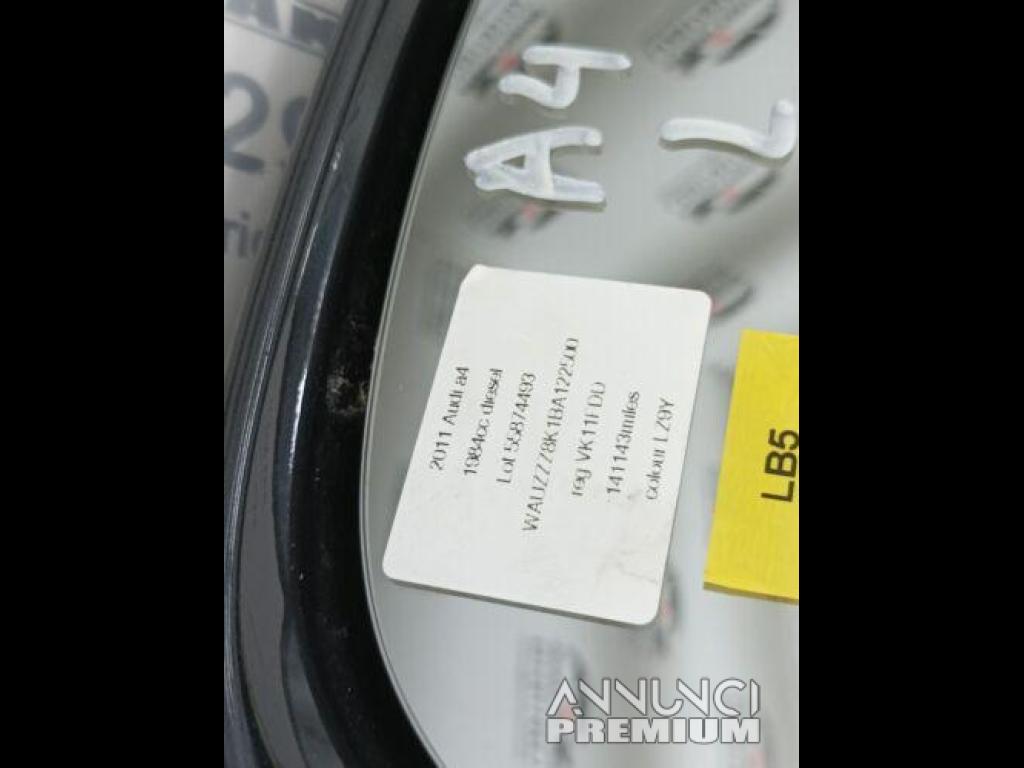 A4
L
2011 Audi a4
1984cc diesel
Lot 55874493
WAUZZZ8K1BA122500
reg VK11FDD
141143miles
colour LZ9Y
LB5
ANNUNCI
PREMIUM